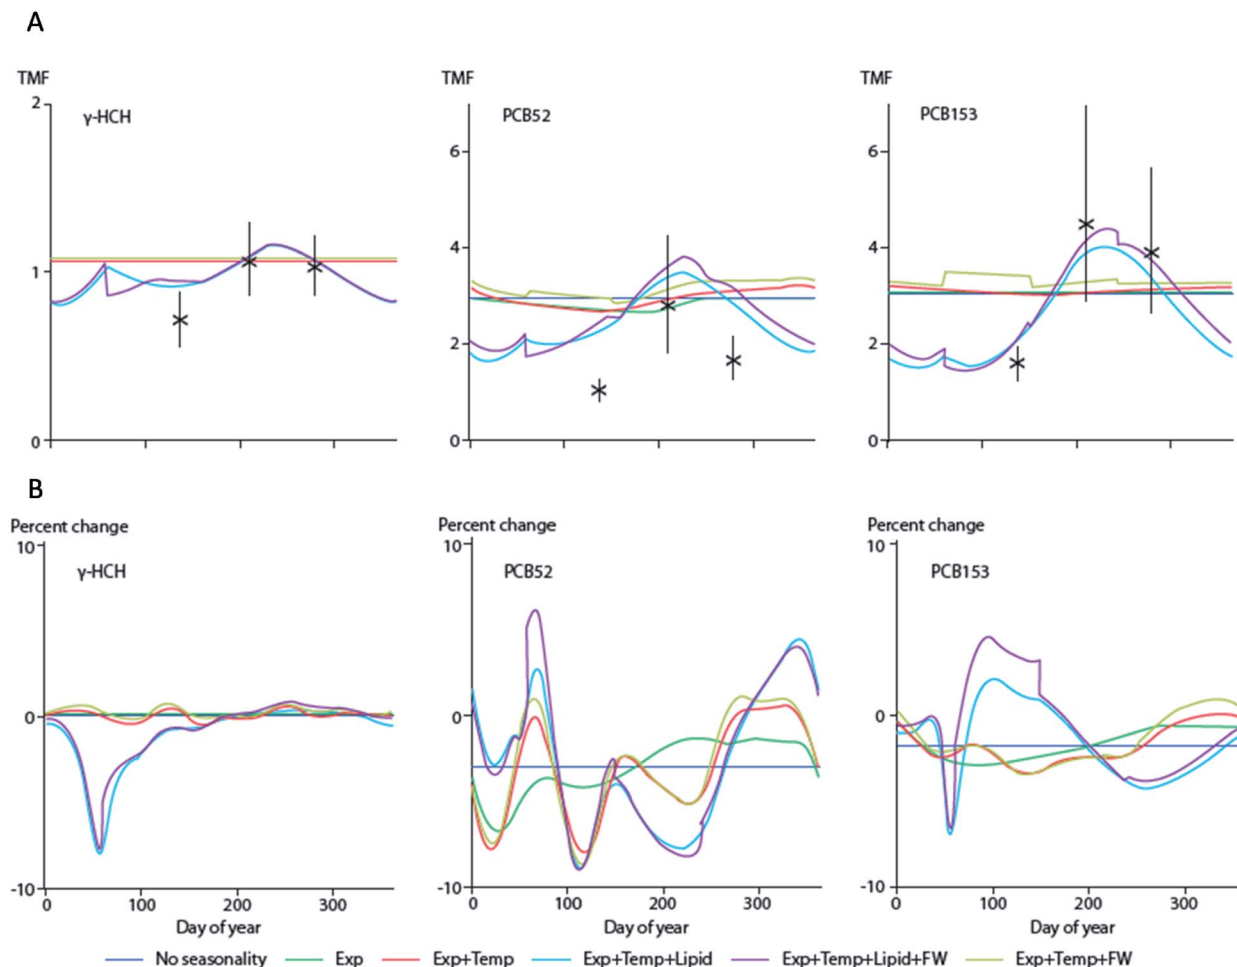 A
TMF
TMF
TMF
γ-HCH
PCB52
PCB153
2
1
0
6
4
2
0
6
4
2
0
B
Percent change
Percent change
Percent change
γ-HCH
PCB52
PCB153
10
0
-10
10
0
-10
10
0
-10
0 100 200 300
0 100 200 300
0 100 200 300
Day of year
Day of year
Day of year
No seasonality Exp Exp+Temp Exp+Temp+Lipid Exp+Temp+Lipid+FW Exp+Temp+FW